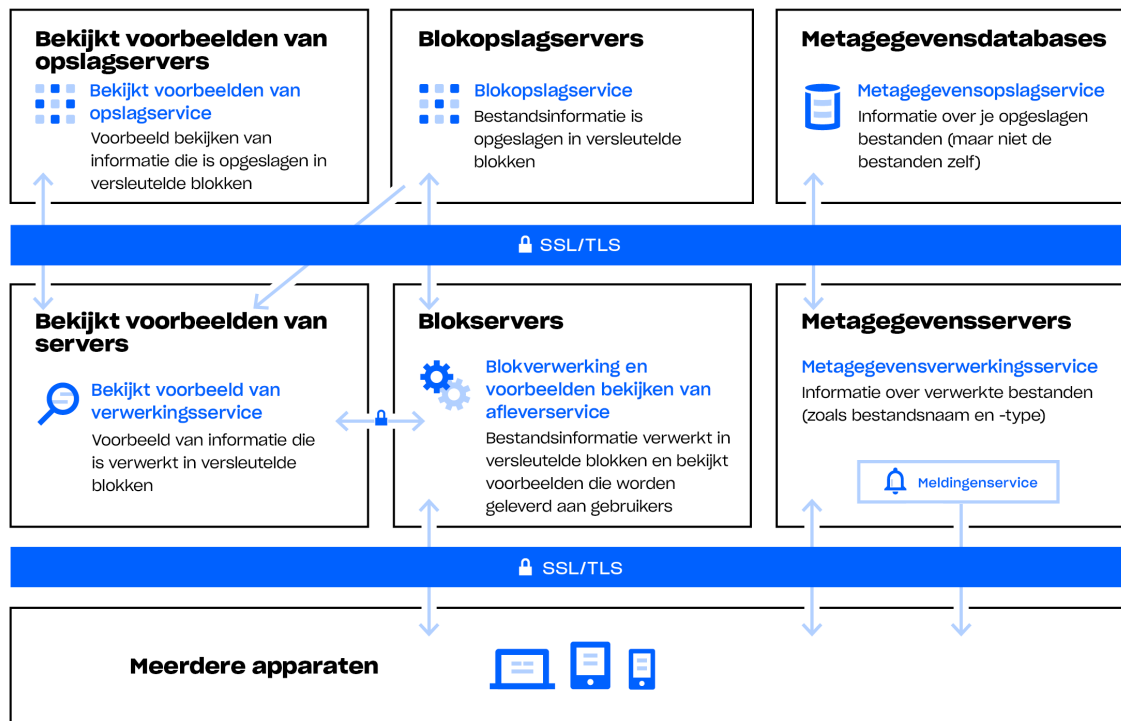 Bekijkt voorbeelden van
opslagservers
Bekijkt voorbeelden van
opslagservice
Voorbeeld bekijken van
informatie die is opgeslagen in
versleutelde blokken
Blokopslagservers
Blokopslagservice
Bestandsinformatie is
opgeslagen in versleutelde
blokken
Metagegevensdatabases
Metagegevensopslagservice
Informatie over je opgeslagen
bestanden (maar niet de
bestanden zelf)
SSL/TLS
Bekijkt voorbeelden van
servers
Bekijkt voorbeeld van
verwerkingsservice
Voorbeeld van informatie die
is verwerkt in versleutelde
blokken
Blokservers
Blokverwerking en
voorbeelden bekijken van
afleverservice
Bestandsinformatie verwerkt in
versleutelde blokken en bekijkt
voorbeelden die worden
geleverd aan gebruikers
Metagegevensservers
Metagegevensverwerkingsservice
Informatie over verwerkte bestanden
(zoals bestandsnaam en -type)
Meldingenservice
SSL/TLS
Meerdere apparaten